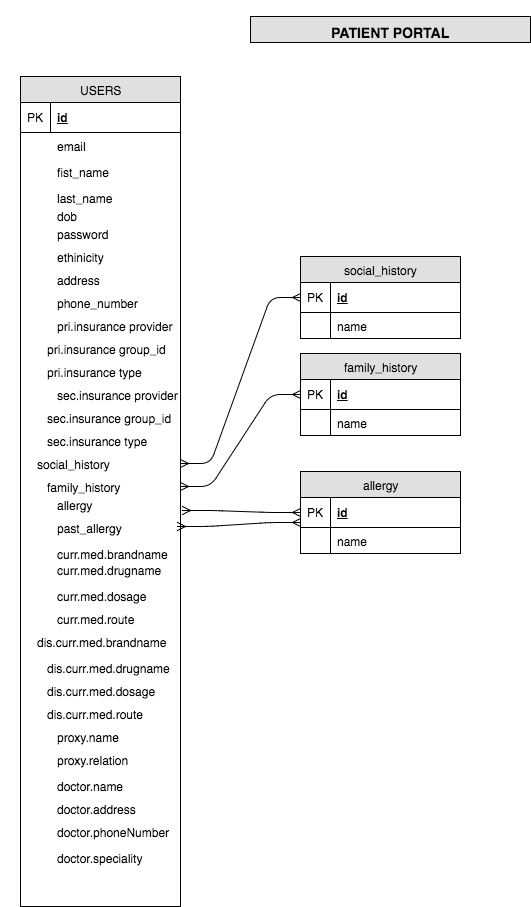 PATIENT PORTAL
USERS
PK id
email
fist_name
last_name
dob
password
ethinicity
address
phone_number
pri.insurance provider
pri.insurance group_id
pri.insurance type
sec.insurance provider
sec.insurance group_id
sec.insurance type
social_history
family_history
allergy
past_allergy
curr.med.brandname
curr.med.drugname
curr.med.dosage
curr.med.route
dis.curr.med.brandname
dis.curr.med.drugname
dis.curr.med.dosage
dis.curr.med.route
proxy.name
proxy.relation
doctor.name
doctor.address
doctor.phoneNumber
doctor.speciality
social_history
PK id
name
family_history
PK id
name
allergy
PK id
name